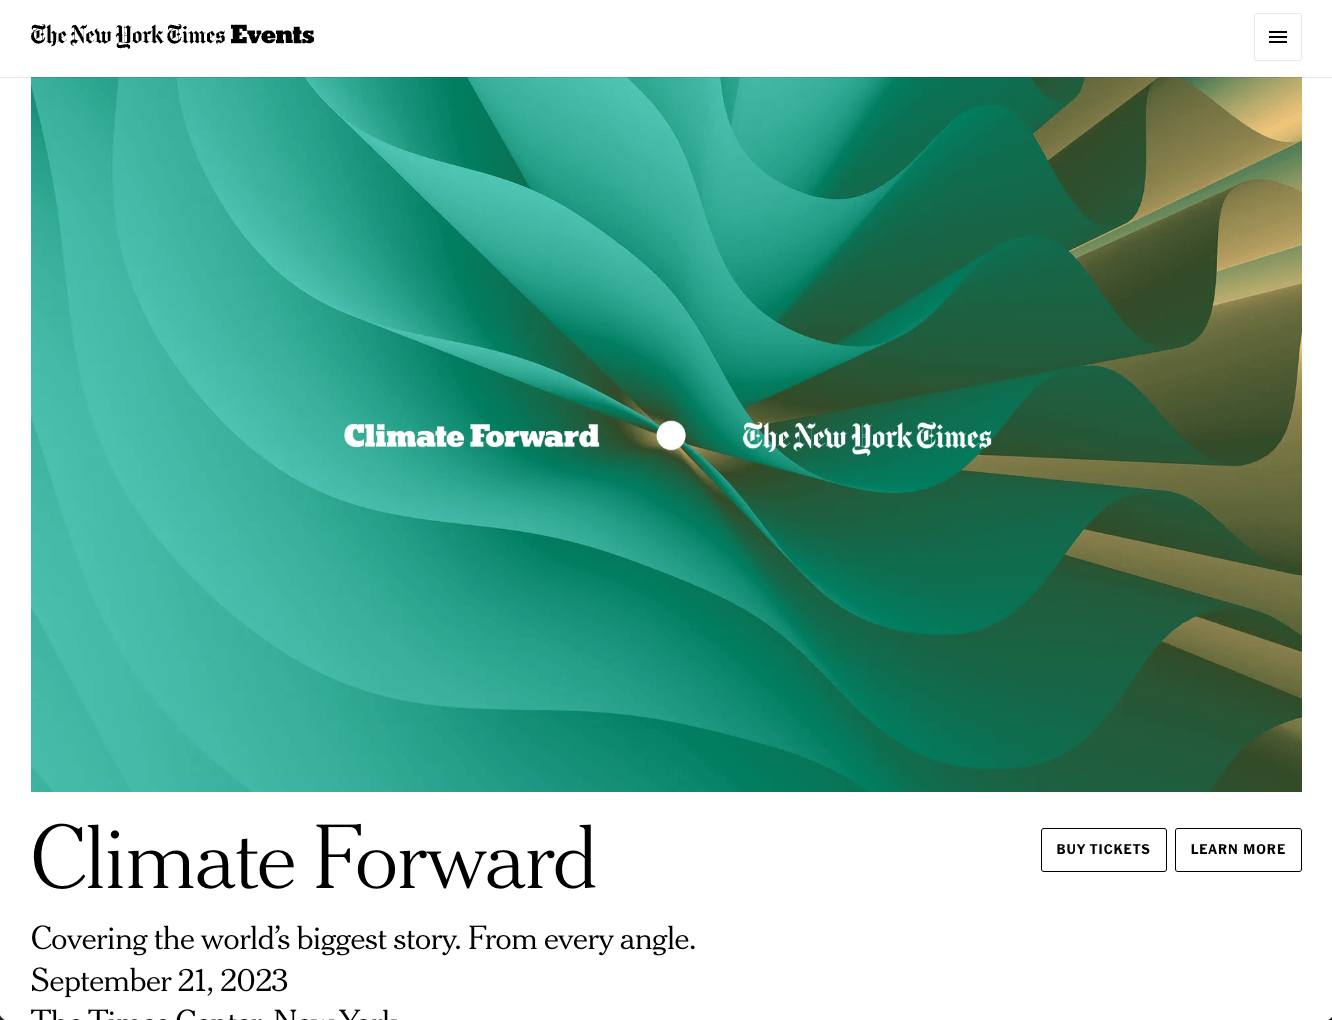 The New York Times Events
Climate Forward
The New York Times
Climate Forward
BUY TICKETS
LEARN MORE
Covering the world’s biggest story. From every angle.
September 21, 2023
The Times Center, New York